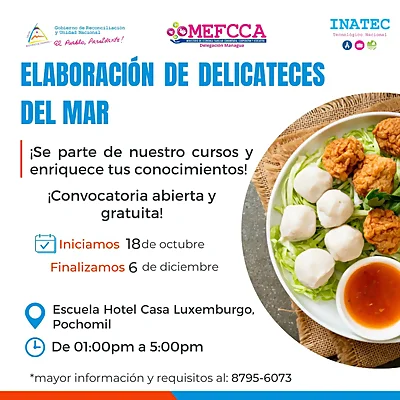 Gobierno de Reconciliación
y Unidad Nacional
El Pueblo, Presidente!
MEFCCA
Delegación Managua
INATEC
Tecnológico Nacional
ELABORACIÓN DE DELICATECES
DEL MAR
¡Se parte de nuestro cursos y
enriquece tus conocimientos!
¡Convocatoria abierta y
gratuita!
Iniciamos 18 de octubre
Finalizamos 6 de diciembre
Escuela Hotel Casa Luxemburgo,
Pochomil
De 01:00pm a 5:00pm
*mayor información y requisitos al: 8795-6073